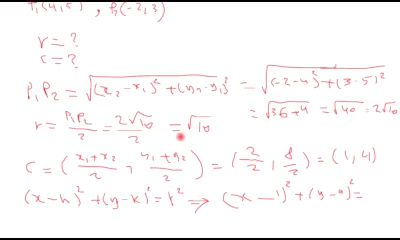 P₁(4,5) , P₂(-2,3)
r = ?
c = ?
P₁P₂ = √((x₂-x₁)²+(y₂-y₁)²) = √((-2-4)²+(3-5)²
r = P₁P₂/2 = 2√10/2 = √10 = √36+4 = √40 = 2√10
C = (x₁+x₂/2 , y₁+y₂/2) = (2/2 , 8/2) = (1,4)
(x-h)²+(y-k)² = r² ⇒ (x-1)²+(y-4)² =